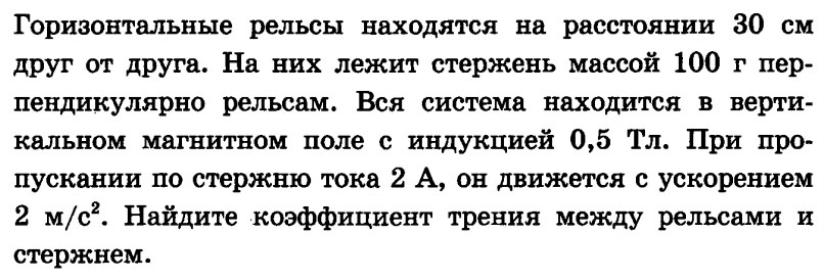 Горизонтальные рельсы находятся на расстоянии 30 см
друг от друга. На них лежит стержень массой 100 г пер-
пендикулярно рельсам. Вся система находится в верти-
кальном магнитном поле с индукцией 0,5 Тл. При про-
пускании по стержню тока 2 А, он движется с ускорением
2 м/с². Найдите коэффициент трения между рельсами и
стержнем.